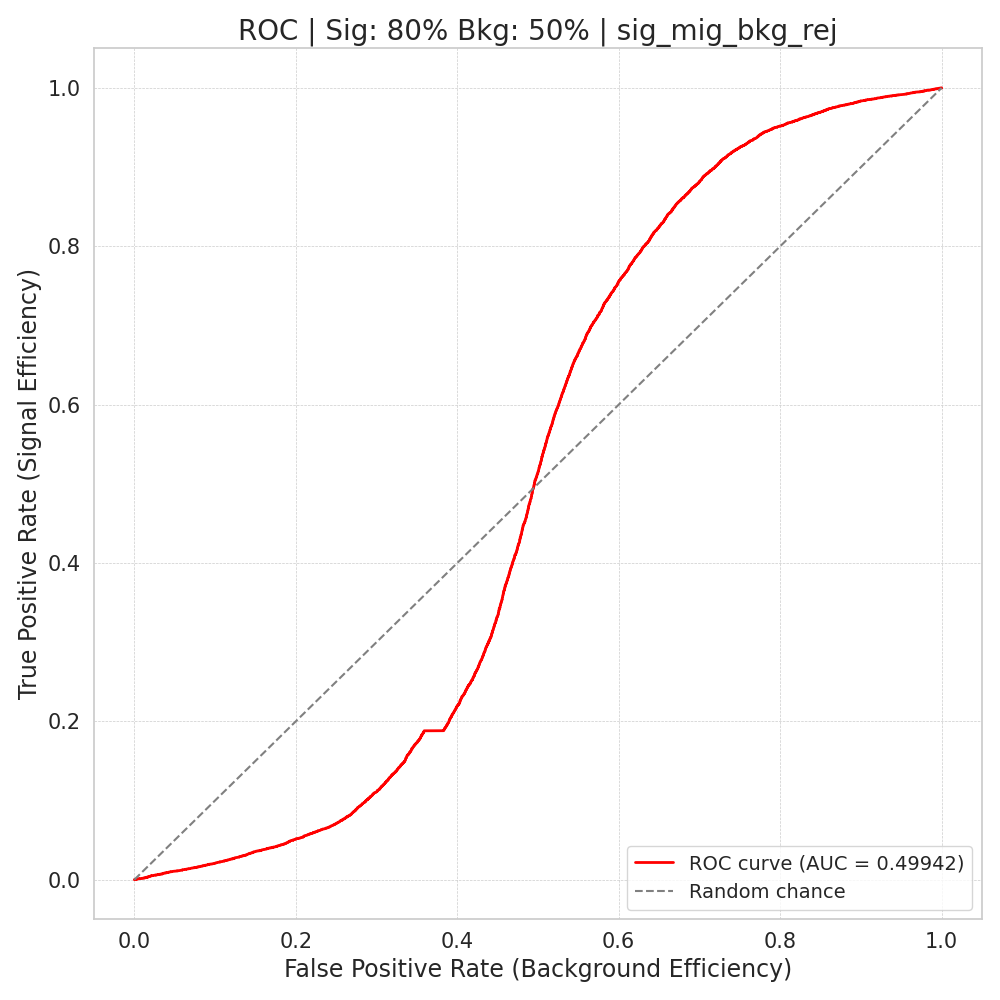 ROC | Sig: 80% Bkg: 50% | sig_mig_bkg_rej
True Positive Rate (Signal Efficiency)
1.0
0.8
0.6
0.4
0.2
0.0
ROC curve (AUC = 0.49942)
Random chance
0.0 0.2 0.4 0.6 0.8 1.0
False Positive Rate (Background Efficiency)